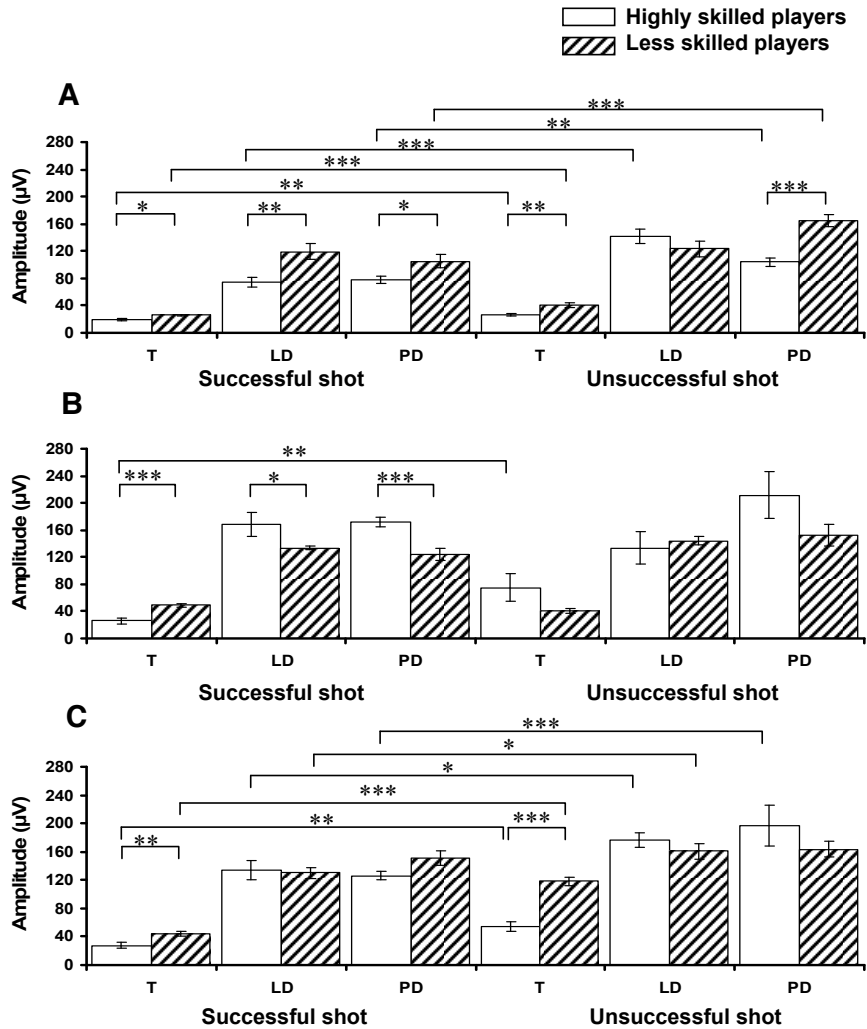 Highly skilled players
Less skilled players
A
***
**
***
***
**
*
**
*
**
***
Amplitude (µV)
280
240
200
160
120
80
40
0
T
LD
PD
T
LD
PD
Successful shot
Unsuccessful shot
B
**
***
*
***
Amplitude (µV)
280
240
200
160
120
80
40
0
T
LD
PD
T
LD
PD
Successful shot
Unsuccessful shot
C
***
*
*
***
**
***
**
Amplitude (µV)
280
240
200
160
120
80
40
0
T
LD
PD
T
LD
PD
Successful shot
Unsuccessful shot